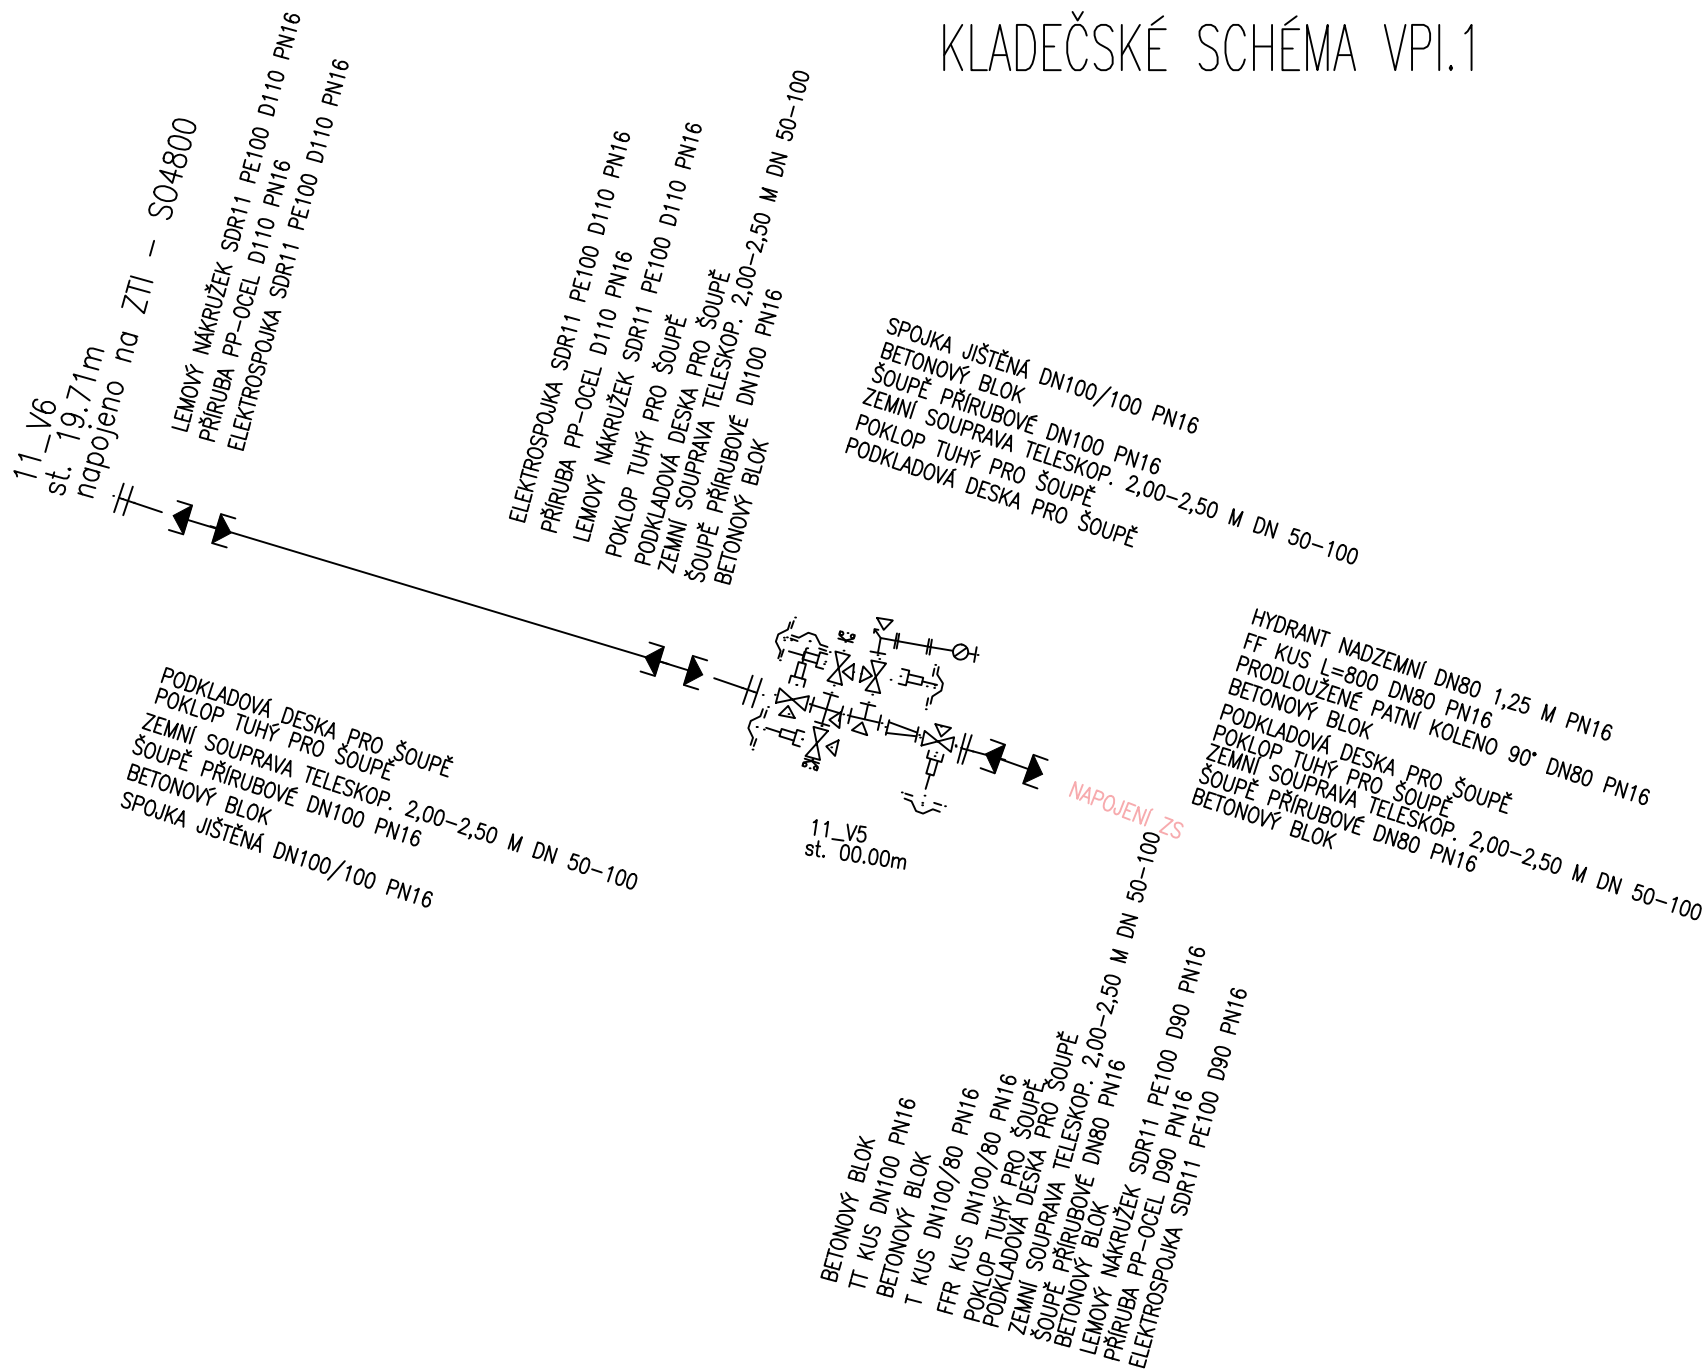 KLADEČSKÉ SCHÉMA VPI.1
11_V6
st. 19.71m
napojeno na ZTI – SO4800
LEMOVÝ NÁKRUŽEK SDR11 PE100 D110 PN16
PŘÍRUBA PP–OCEL D110 PN16
ELEKTROSPOJKA SDR11 PE100 D110 PN16
ELEKTROSPOJKA SDR11 PE100 D110 PN16
PŘÍRUBA PP–OCEL D110 PN16
LEMOVÝ NÁKRUŽEK SDR11 PE100 D110 PN16
POKLOP TUHÝ PRO ŠOUPĚ
PODKLADOVÁ DESKA PRO ŠOUPĚ
ZEMNÍ SOUPRAVA TELESKOP. 2,00–2,50 M DN 50–100
ŠOUPĚ PŘÍRUBOVÉ DN100 PN16
BETONOVÝ BLOK
SPOJKA JIŠTĚNÁ DN100/100 PN16
BETONOVÝ BLOK
ŠOUPĚ PŘÍRUBOVÉ DN100 PN16
ZEMNÍ SOUPRAVA TELESKOP. 2,00–2,50 M DN 50–100
POKLOP TUHÝ PRO ŠOUPĚ
PODKLADOVÁ DESKA PRO ŠOUPĚ
HYDRANT NADZEMNÍ DN80 1,25 M PN16
FF KUS L=800 DN80 PN16
PRODLOUŽENÉ PATNÍ KOLENO 90° DN80 PN16
BETONOVÝ BLOK
PODKLADOVÁ DESKA PRO ŠOUPĚ
POKLOP TUHÝ PRO ŠOUPĚ
ZEMNÍ SOUPRAVA TELESKOP. 2,00–2,50 M DN 50–100
ŠOUPĚ PŘÍRUBOVÉ DN80 PN16
BETONOVÝ BLOK
PODKLADOVÁ DESKA PRO ŠOUPĚ
POKLOP TUHÝ PRO ŠOUPĚ
ZEMNÍ SOUPRAVA TELESKOP. 2,00–2,50 M DN 50–100
ŠOUPĚ PŘÍRUBOVÉ DN100 PN16
BETONOVÝ BLOK
SPOJKA JIŠTĚNÁ DN100/100 PN16
NAPOJENÍ ZS
11_V5
st. 00.00m
BETONOVÝ BLOK
TT KUS DN100 PN16
BETONOVÝ BLOK
T KUS DN100/80 PN16
FFR KUS DN100/80 PN16
POKLOP TUHÝ PRO ŠOUPĚ
PODKLADOVÁ DESKA PRO ŠOUPĚ
ZEMNÍ SOUPRAVA TELESKOP. 2,00–2,50 M DN 50–100
ŠOUPĚ PŘÍRUBOVÉ DN80 PN16
BETONOVÝ BLOK
LEMOVÝ NÁKRUŽEK SDR11 PE100 D90 PN16
PŘÍRUBA PP–OCEL D90 PN16
ELEKTROSPOJKA SDR11 PE100 D90 PN16